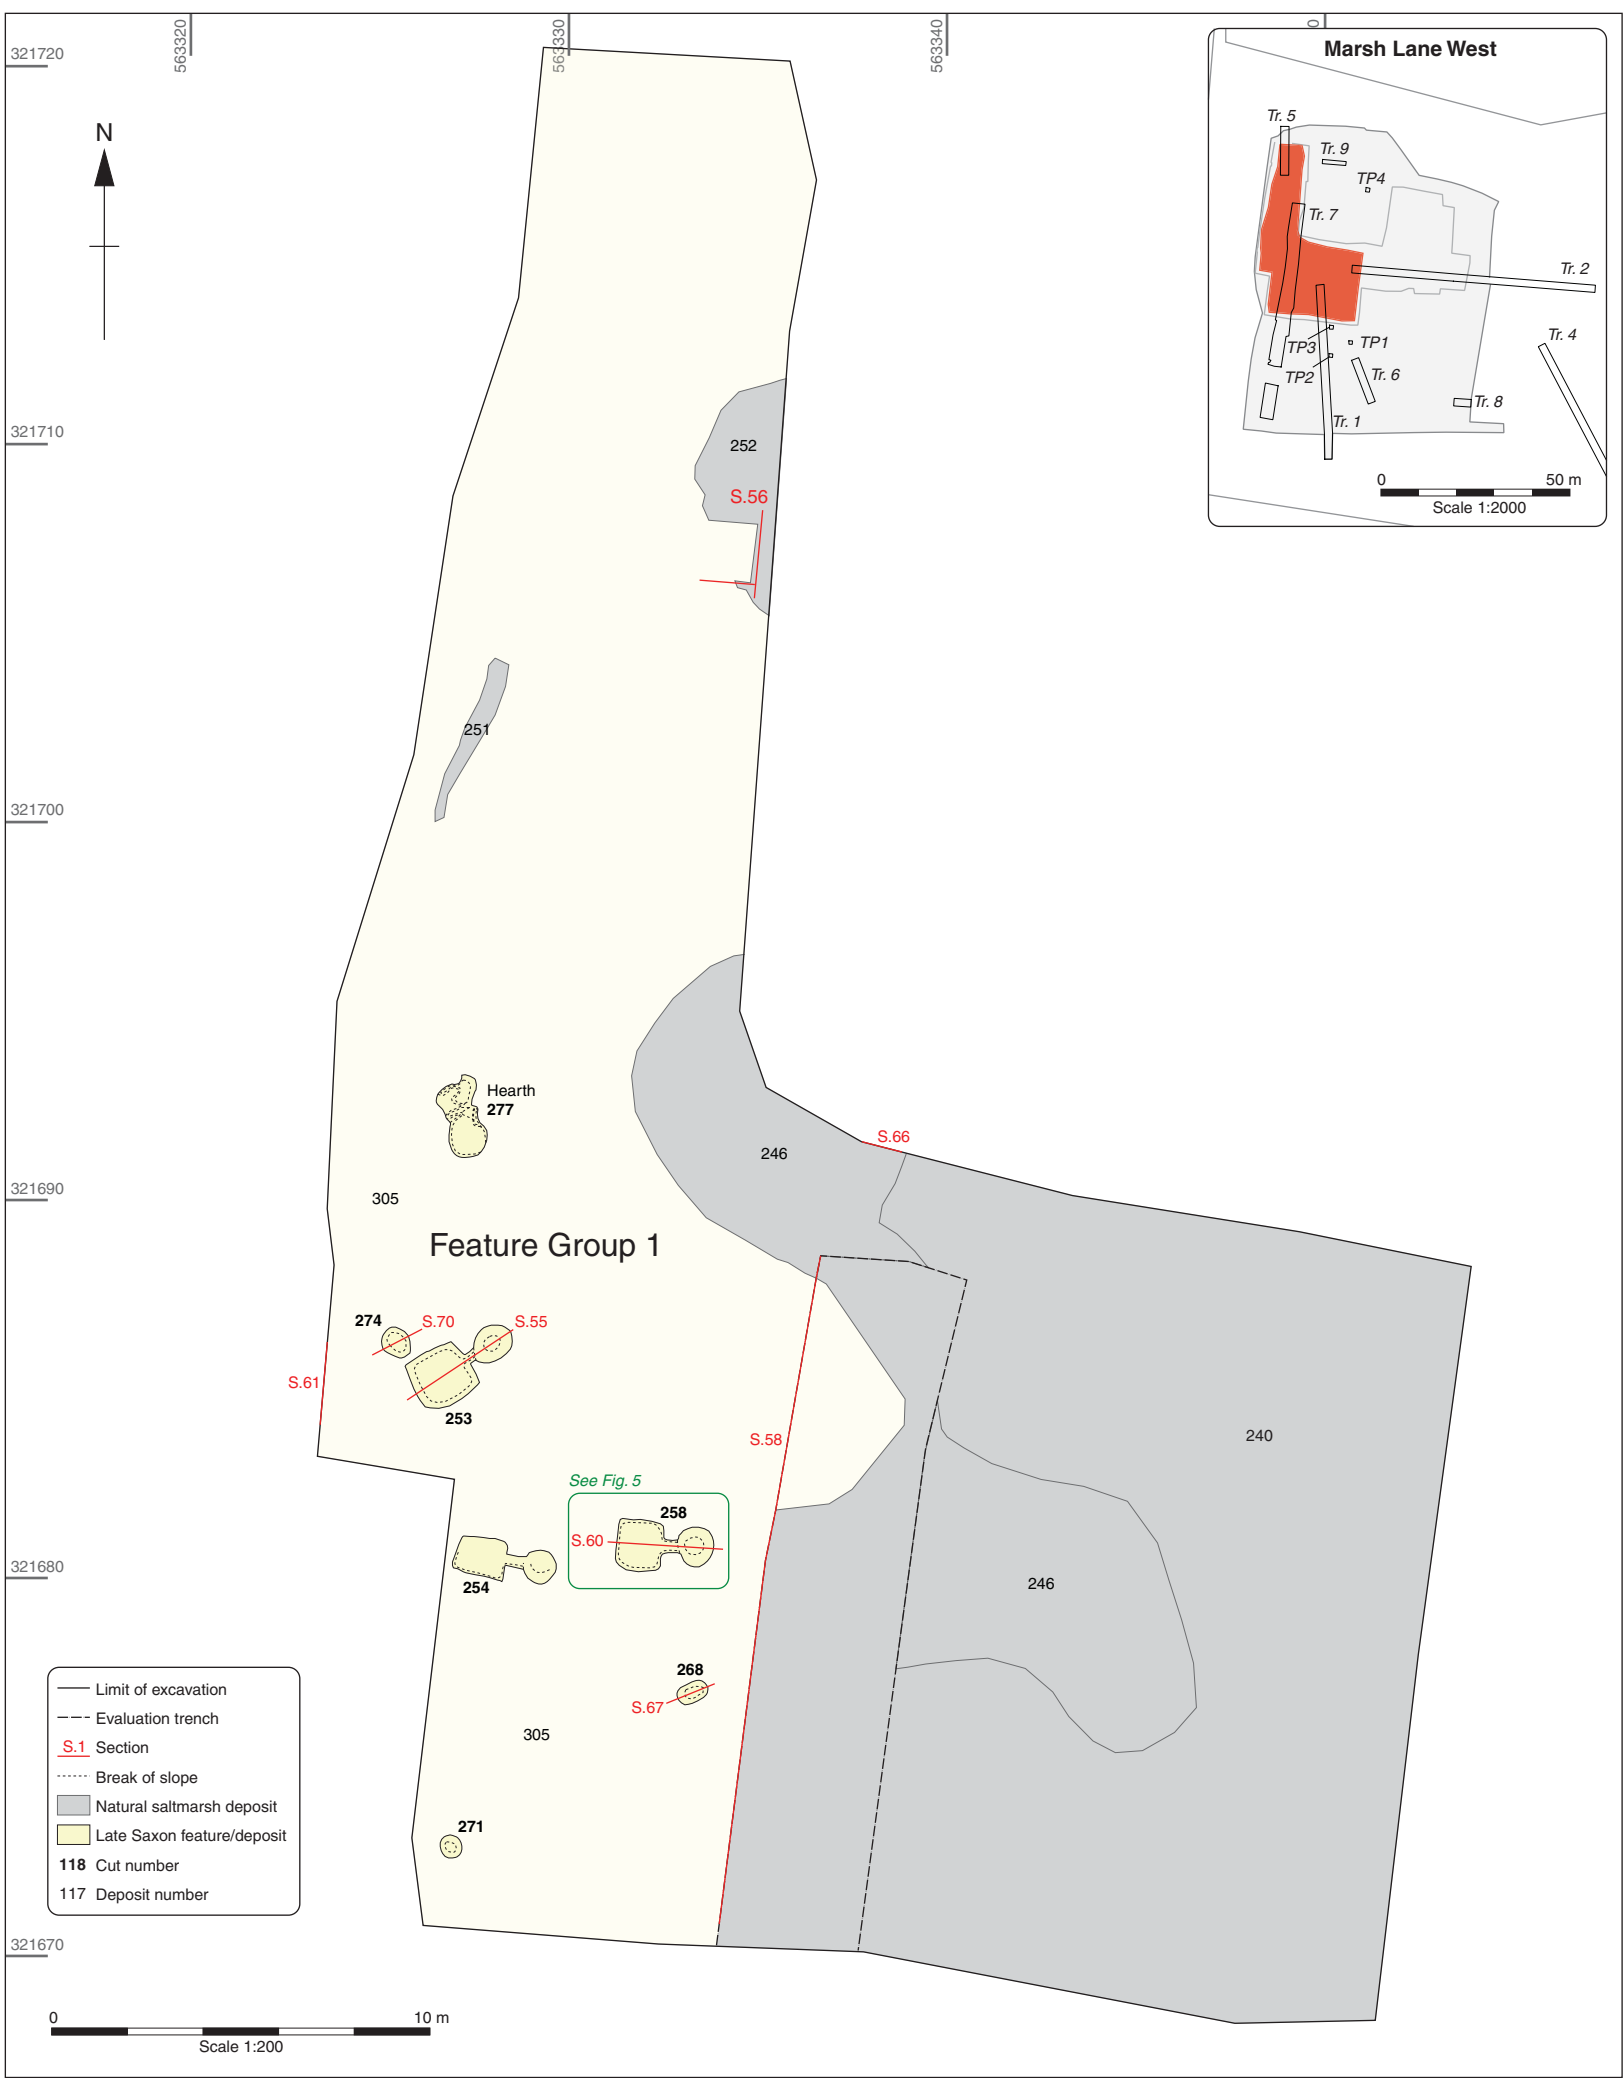 563320
563330
563340
0
321720
321710
321700
321690
321680
321670
N
Marsh Lane West
Tr. 5
Tr. 9
TP4
Tr. 7
Tr. 2
Tr. 4
TP3
TP1
TP2
Tr. 6
Tr. 8
Tr. 1
0 50 m
Scale 1:2000
252
S.56
251
Hearth
277
246
S.66
305
Feature Group 1
274
S.70
S.55
S.61
253
S.58
240
See Fig. 5
258
S.60
254
246
268
S.67
305
271
Limit of excavation
Evaluation trench
S.1 Section
Break of slope
Natural saltmarsh deposit
Late Saxon feature/deposit
118 Cut number
117 Deposit number
0 10 m
Scale 1:200